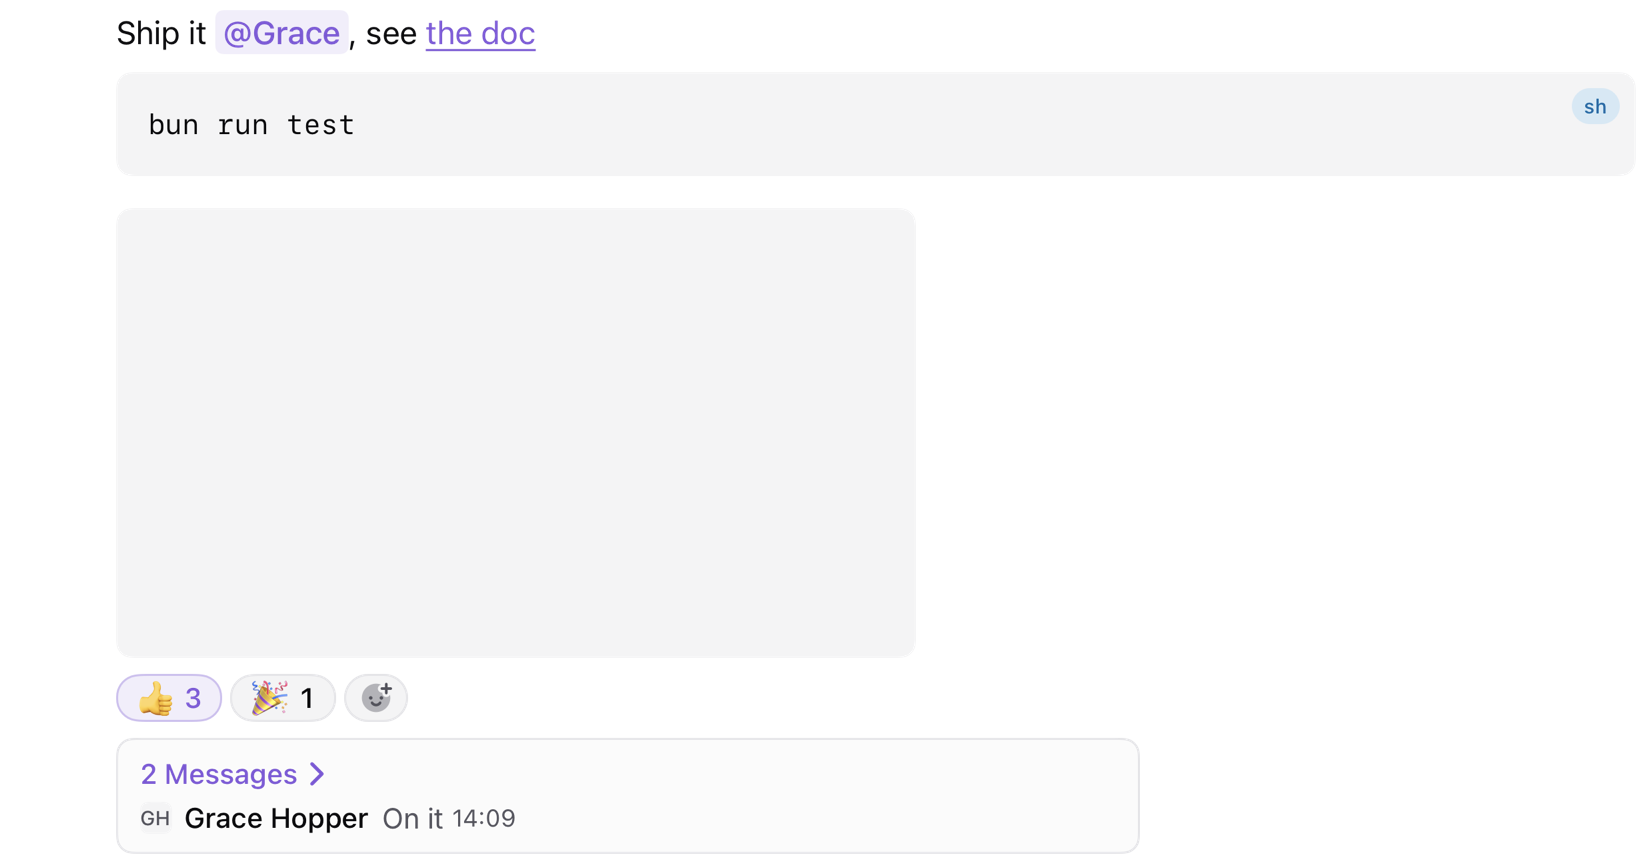 Ship it @Grace, see the doc
sh
bun run test
👍 3 🎉 1
2 Messages
GH Grace Hopper On it 14:09